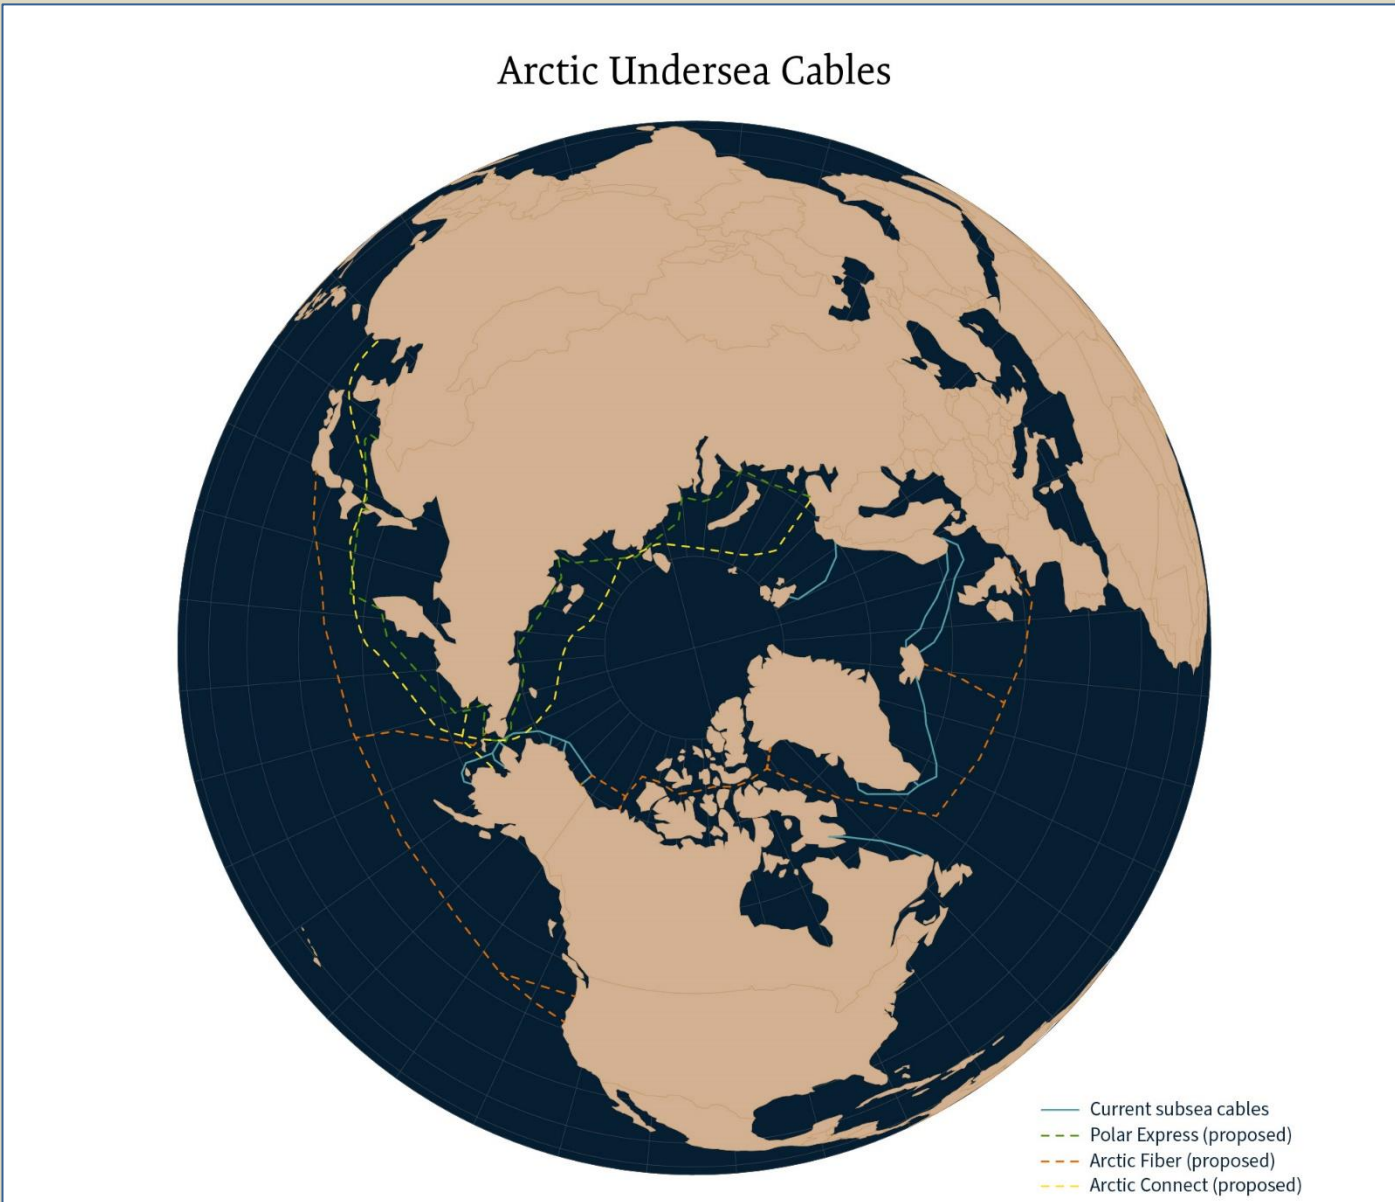 Arctic Undersea Cables
Current subsea cables
Polar Express (proposed)
Arctic Fiber (proposed)
Arctic Connect (proposed)